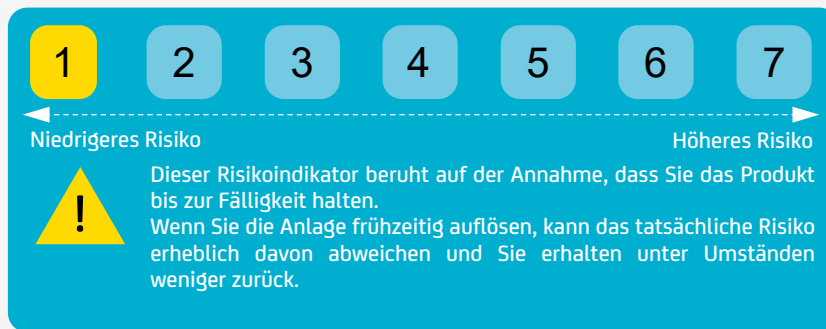 1 2 3 4 5 6 7
Niedrigeres Risiko Höheres Risiko
Dieser Risikoindikator beruht auf der Annahme, dass Sie das Produkt
bis zur Fälligkeit halten.
Wenn Sie die Anlage frühzeitig auflösen, kann das tatsächliche Risiko
erheblich davon abweichen und Sie erhalten unter Umständen
weniger zurück.
!